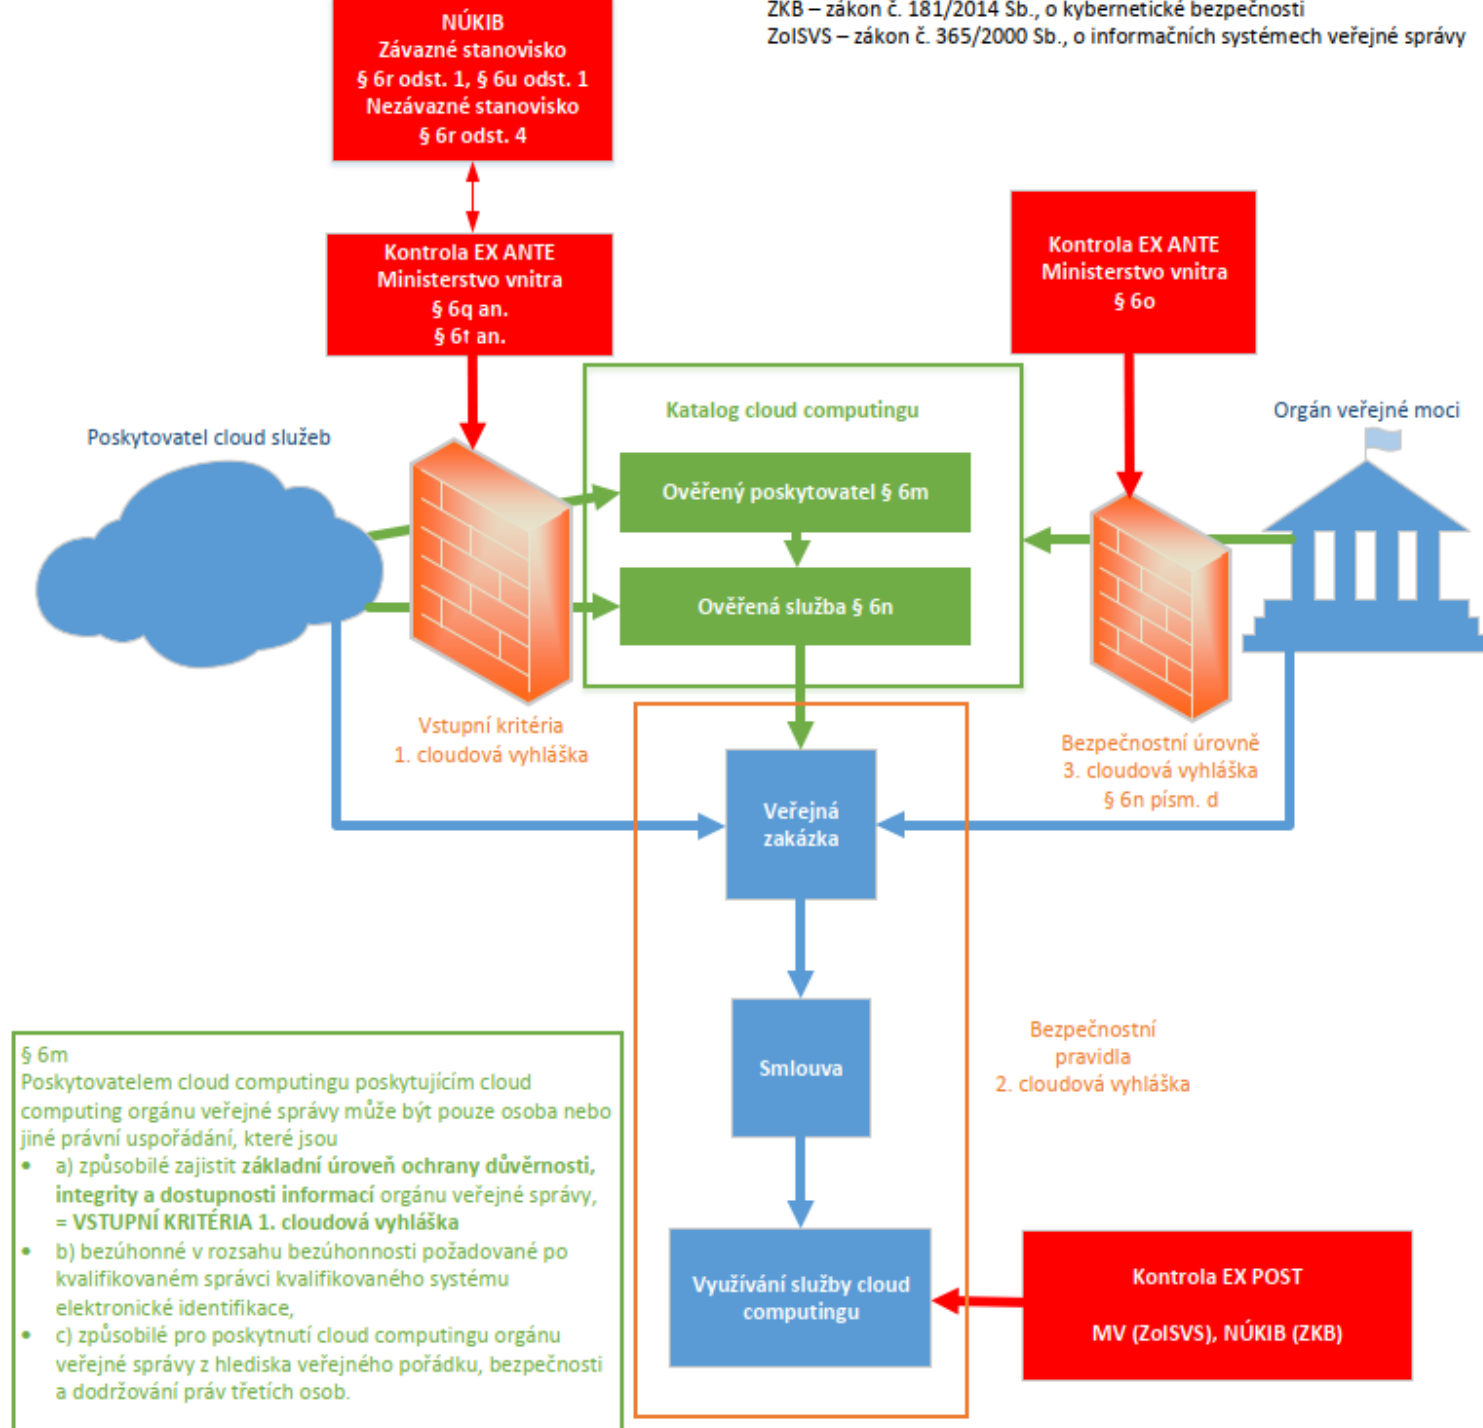 ZKB – zákon č. 181/2014 Sb., o kybernetické bezpečnosti
ZoISVS – zákon č. 365/2000 Sb., o informačních systémech veřejné správy
NÚKIB
Závazné stanovisko
§ 6r odst. 1, § 6u odst. 1
Nezávazné stanovisko
§ 6r odst. 4
Kontrola EX ANTE
Ministerstvo vnitra
§ 6q an.
§ 6t an.
Kontrola EX ANTE
Ministerstvo vnitra
§ 6o
Poskytovatel cloud služeb
Katalog cloud computingu
Orgán veřejné moci
Ověřený poskytovatel § 6m
Ověřená služba § 6n
Vstupní kritéria
1. cloudová vyhláška
Bezpečnostní úrovně
3. cloudová vyhláška
§ 6n písm. d
Veřejná
zakázka
Smlouva
Bezpečnostní
pravidla
2. cloudová vyhláška
§ 6m
Poskytovatelem cloud computingu poskytujícím cloud
computing orgánu veřejné správy může být pouze osoba nebo
jiné právní uspořádání, které jsou
• a) způsobilé zajistit základní úroveň ochrany důvěrnosti,
integrity a dostupnosti informací orgánu veřejné správy,
= VSTUPNÍ KRITÉRIA 1. cloudová vyhláška
• b) bezúhonné v rozsahu bezúhonnosti požadované po
kvalifikovaném správci kvalifikovaného systému
elektronické identifikace,
• c) způsobilé pro poskytnutí cloud computingu orgánu
veřejné správy z hlediska veřejného pořádku, bezpečnosti
a dodržování práv třetích osob.
Využívání služby cloud
computingu
Kontrola EX POST
MV (ZoISVS), NÚKIB (ZKB)